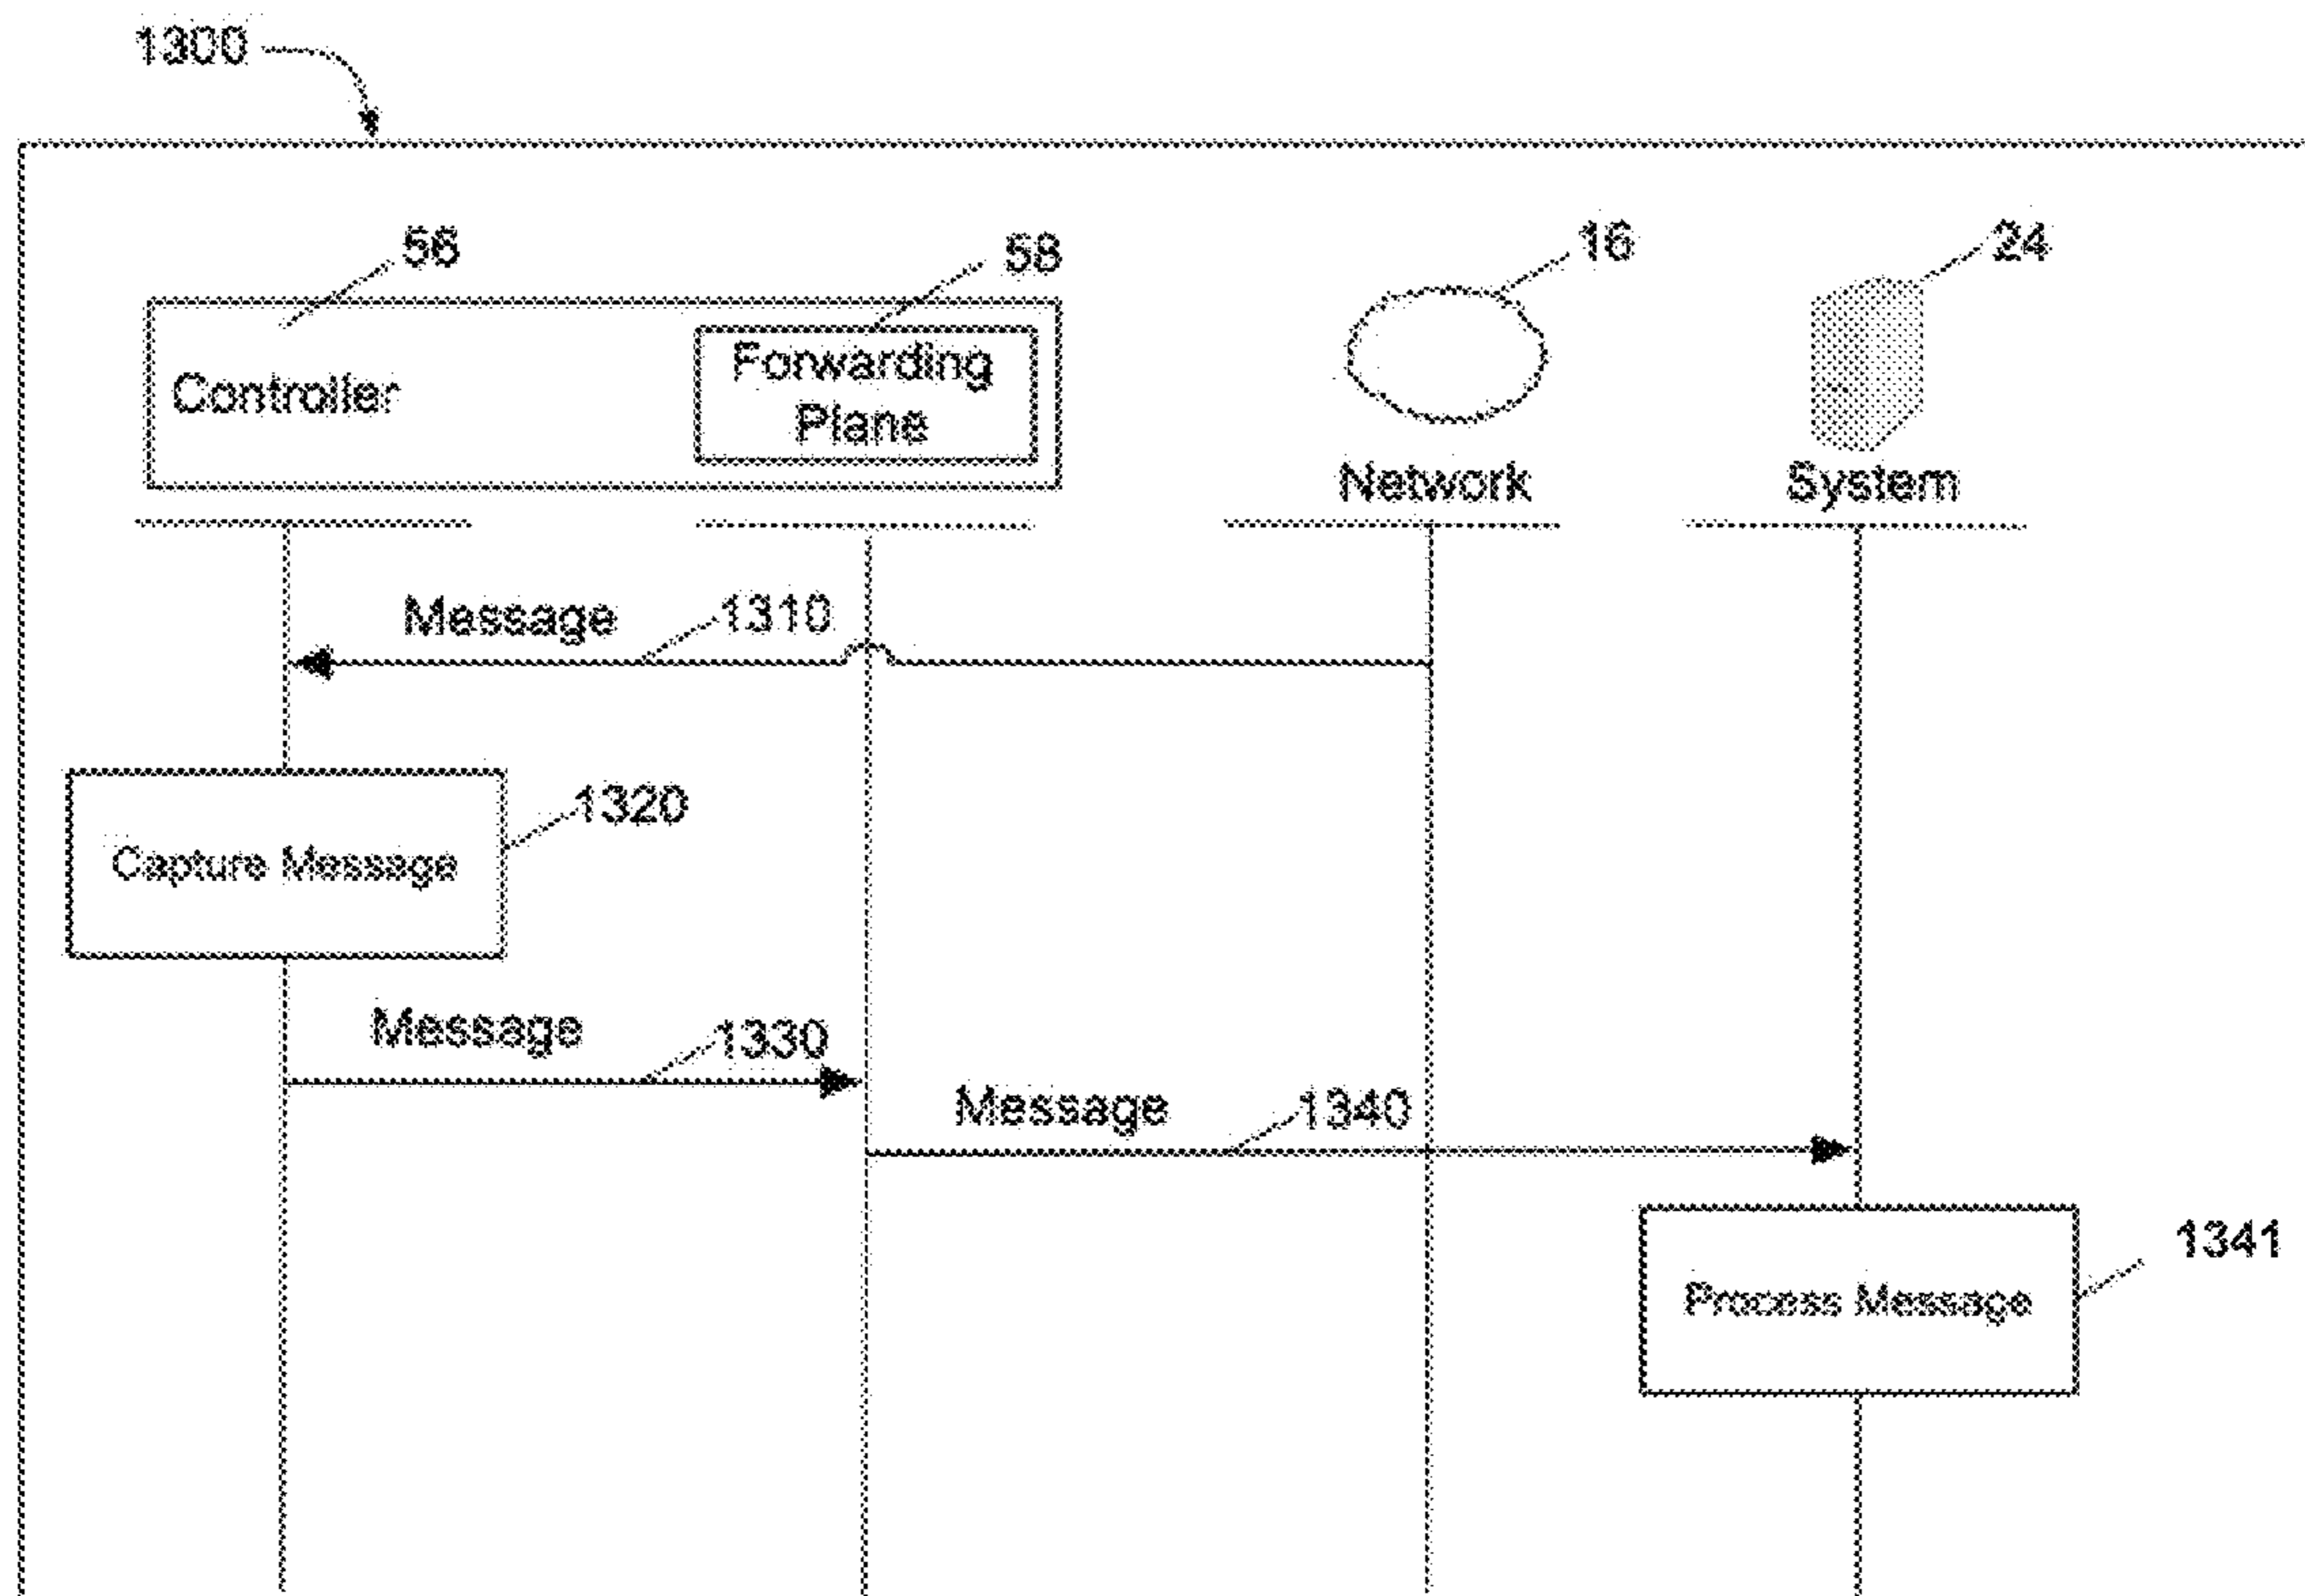 1300
56
58
16
24
Controller
Forwarding
Plane
Network
System
Message
1310
Capture Message
1320
Message
1330
Message
1340
Process Message
1341